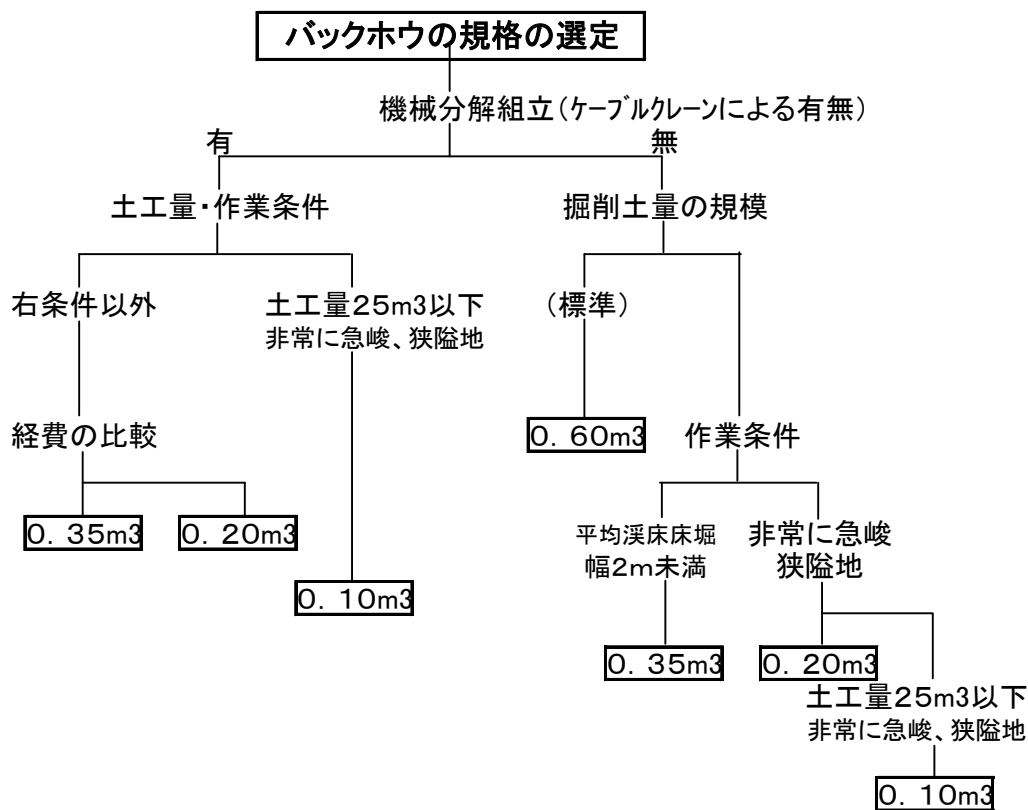 バックホウの規格の選定
機械分解組立(ケーブルクレーンによる有無)
有
無
土工量・作業条件
掘削土量の規模
右条件以外
土工量25m3以下
非常に急峻、狭隘地
(標準)
経費の比較
0.60m3
作業条件
0.35m3
0.20m3
平均渓床床堀
幅2m未満
非常に急峻
狭隘地
0.10m3
0.35m3
0.20m3
土工量25m3以下
非常に急峻、狭隘地
0.10m3